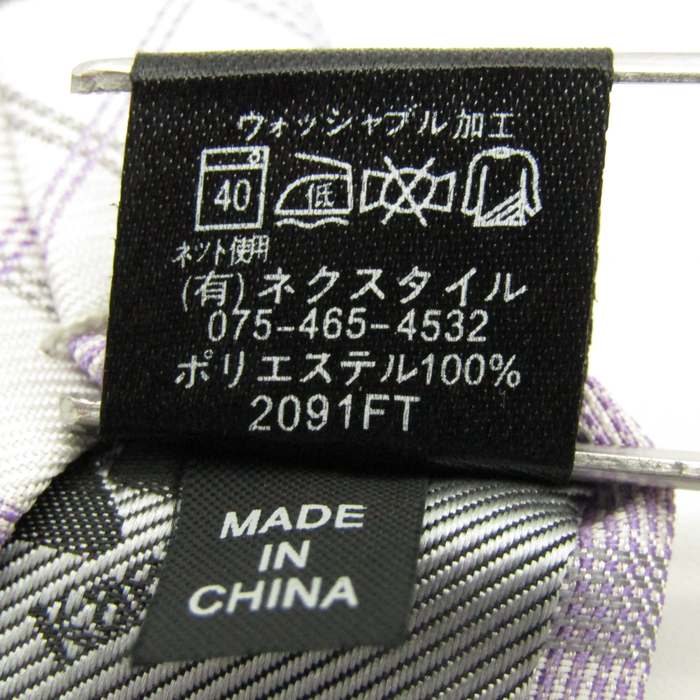 ウォッシャブル加工
40 低
ネット使用
(有)ネクスタイル
075-465-4532
ポリエステル100%
2091FT
MADE
IN
CHINA